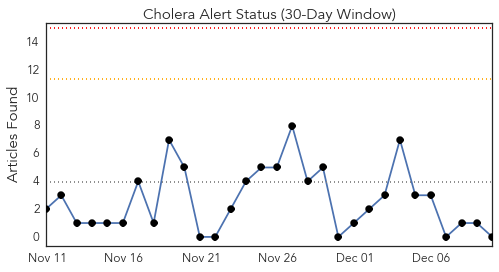 Cholera Alert Status (30-Day Window)
Articles Found
14
12
10
8
6
4
2
0
Nov 11 Nov 16 Nov 21 Nov 26 Dec 01 Dec 06